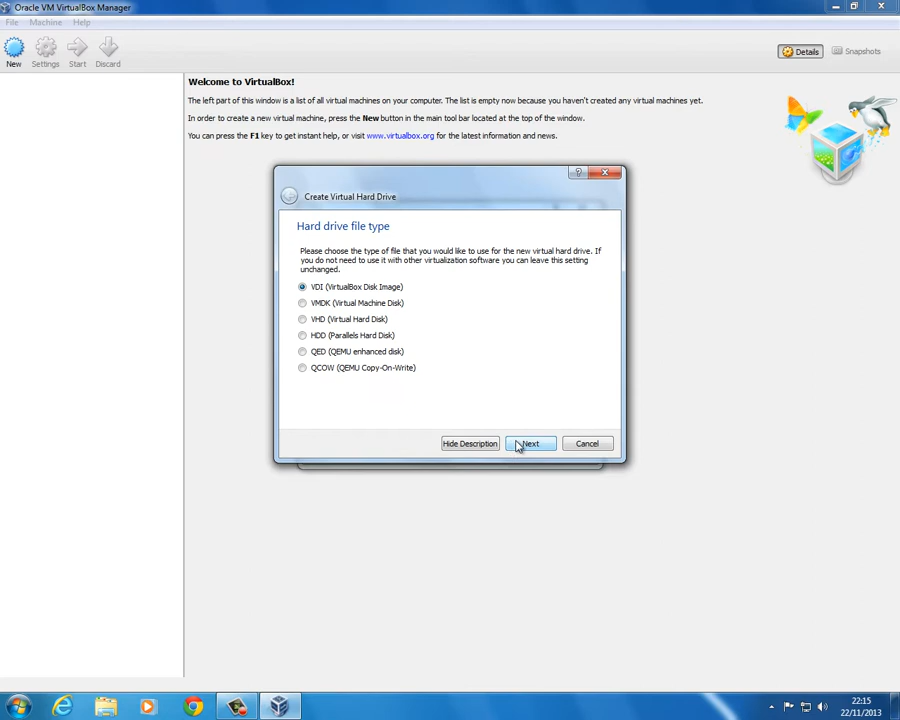 Oracle VM VirtualBox Manager
File Machine Help
New Settings Start Discard
Details Snapshots
Welcome to VirtualBox!
The left part of this window is a list of all virtual machines on your computer. The list is empty now because you haven't created any virtual machines yet.
In order to create a new virtual machine, press the New button in the main tool bar located at the top of the window.
You can press the F1 key to get instant help, or visit www.virtualbox.org for the latest information and news.
?
Create Virtual Hard Drive
Hard drive file type
Please choose the type of file that you would like to use for the new virtual hard drive. If
you do not need to use it with other virtualization software you can leave this setting
unchanged.
VDI (VirtualBox Disk Image)
VMDK (Virtual Machine Disk)
VHD (Virtual Hard Disk)
HDD (Parallels Hard Disk)
QED (QEMU enhanced disk)
QCOW (QEMU Copy-On-Write)
Hide Description Next Cancel
22:15
22/11/2013